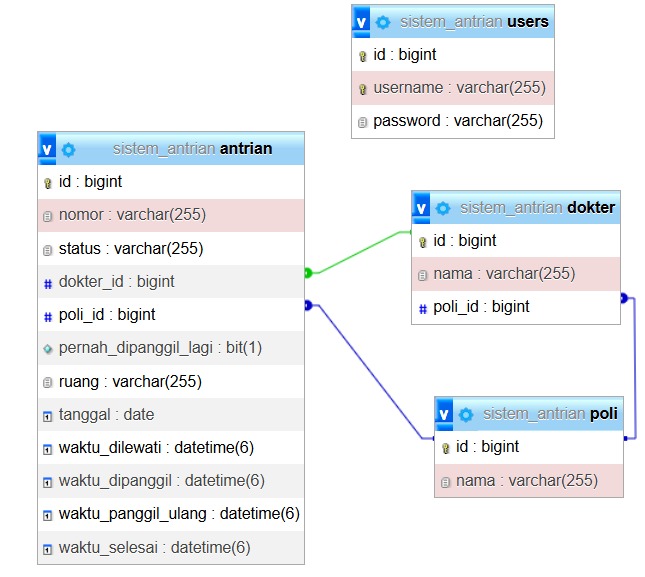 sistem_antrian users
id : bigint
username : varchar(255)
password : varchar(255)
sistem_antrian antrian
id : bigint
nomor : varchar(255)
status : varchar(255)
dokter_id : bigint
poli_id : bigint
pernah_dipanggil_lagi : bit(1)
ruang : varchar(255)
tanggal : date
waktu_dilewati : datetime(6)
waktu_dipanggil : datetime(6)
waktu_panggil_ulang : datetime(6)
waktu_selesai : datetime(6)
sistem_antrian dokter
id : bigint
nama : varchar(255)
poli_id : bigint
sistem_antrian poli
id : bigint
nama : varchar(255)